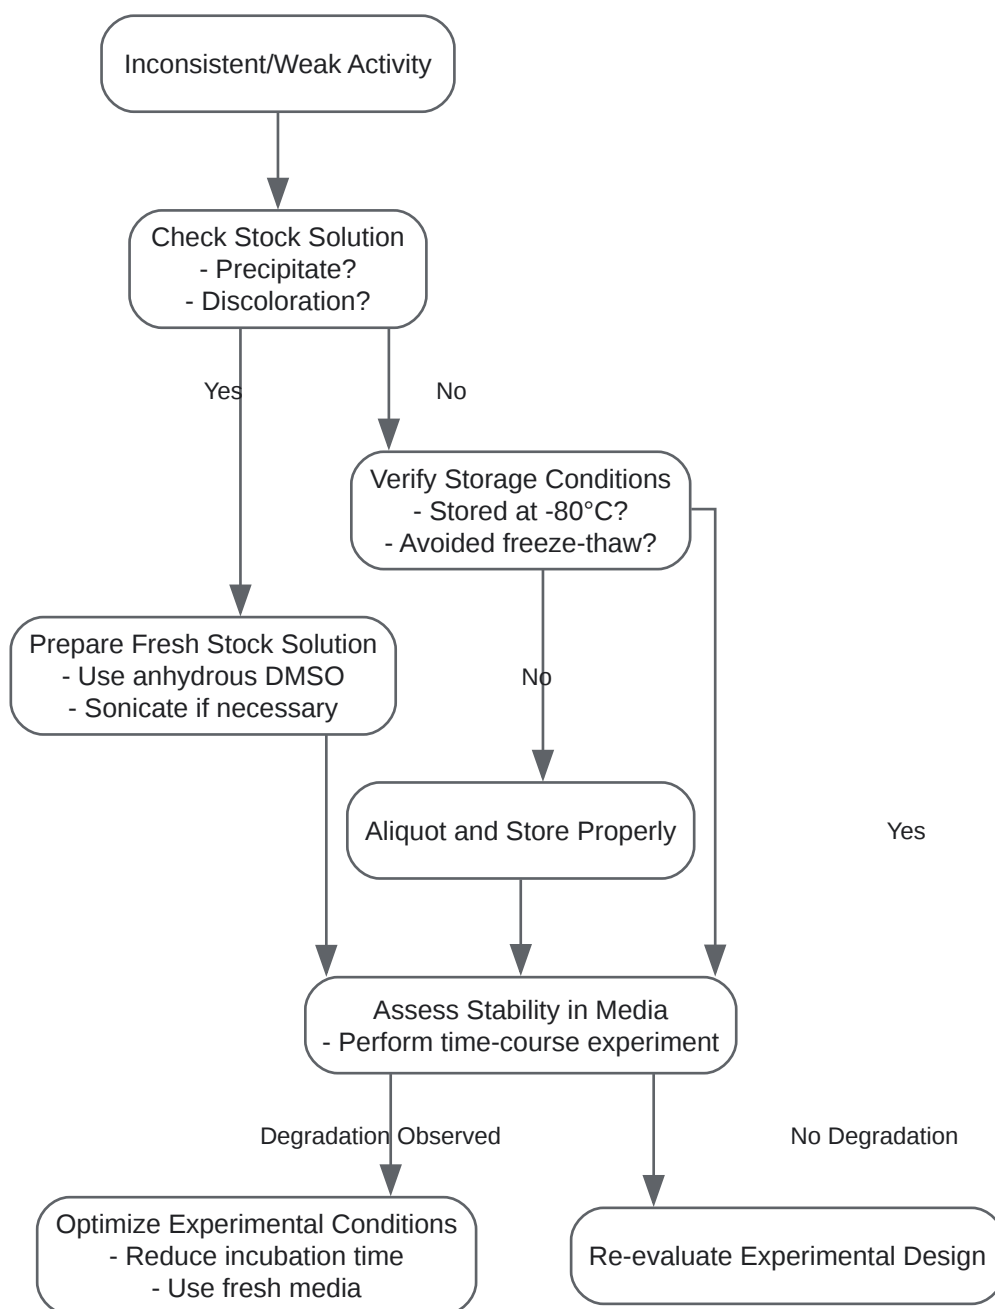 Inconsistent/Weak Activity
Check Stock Solution
- Precipitate?
- Discoloration?
Yes
No
Verify Storage Conditions
- Stored at -80°C?
- Avoided freeze-thaw?
Prepare Fresh Stock Solution
- Use anhydrous DMSO
- Sonicate if necessary
No
Aliquot and Store Properly
Yes
Assess Stability in Media
- Perform time-course experiment
Degradation Observed
No Degradation
Optimize Experimental Conditions
- Reduce incubation time
- Use fresh media
Re-evaluate Experimental Design